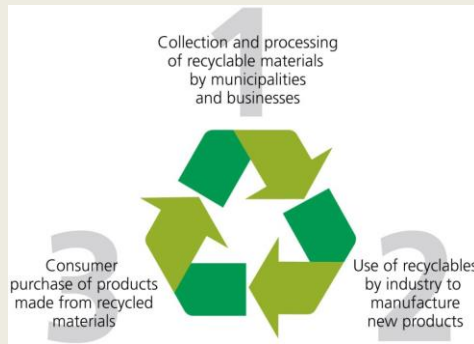 1
Collection and processing
of recyclable materials
by municipalities
and businesses
2
Use of recyclables
by industry to
manufacture
new products
3
Consumer
purchase of products
made from recycled
materials